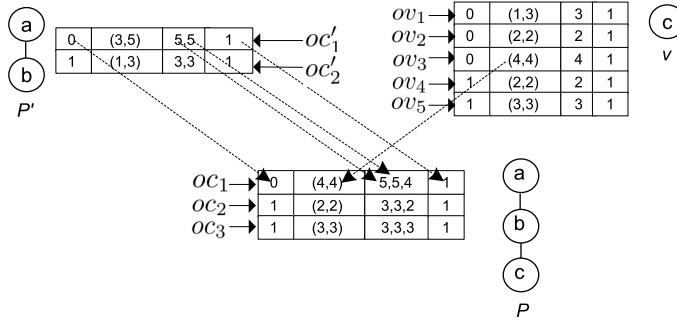 a
b
P'
0 (3,5) 5,5 1 oc′1
1 (1,3) 3,3 1 oc′2
ov1 0 (1,3) 3 1
ov2 0 (2,2) 2 1
ov3 0 (4,4) 4 1
ov4 1 (2,2) 2 1
ov5 1 (3,3) 3 1
c
v
oc1 0 (4,4) 5,5,4 1
oc2 1 (2,2) 3,3,2 1
oc3 1 (3,3) 3,3,3 1
a
b
c
P